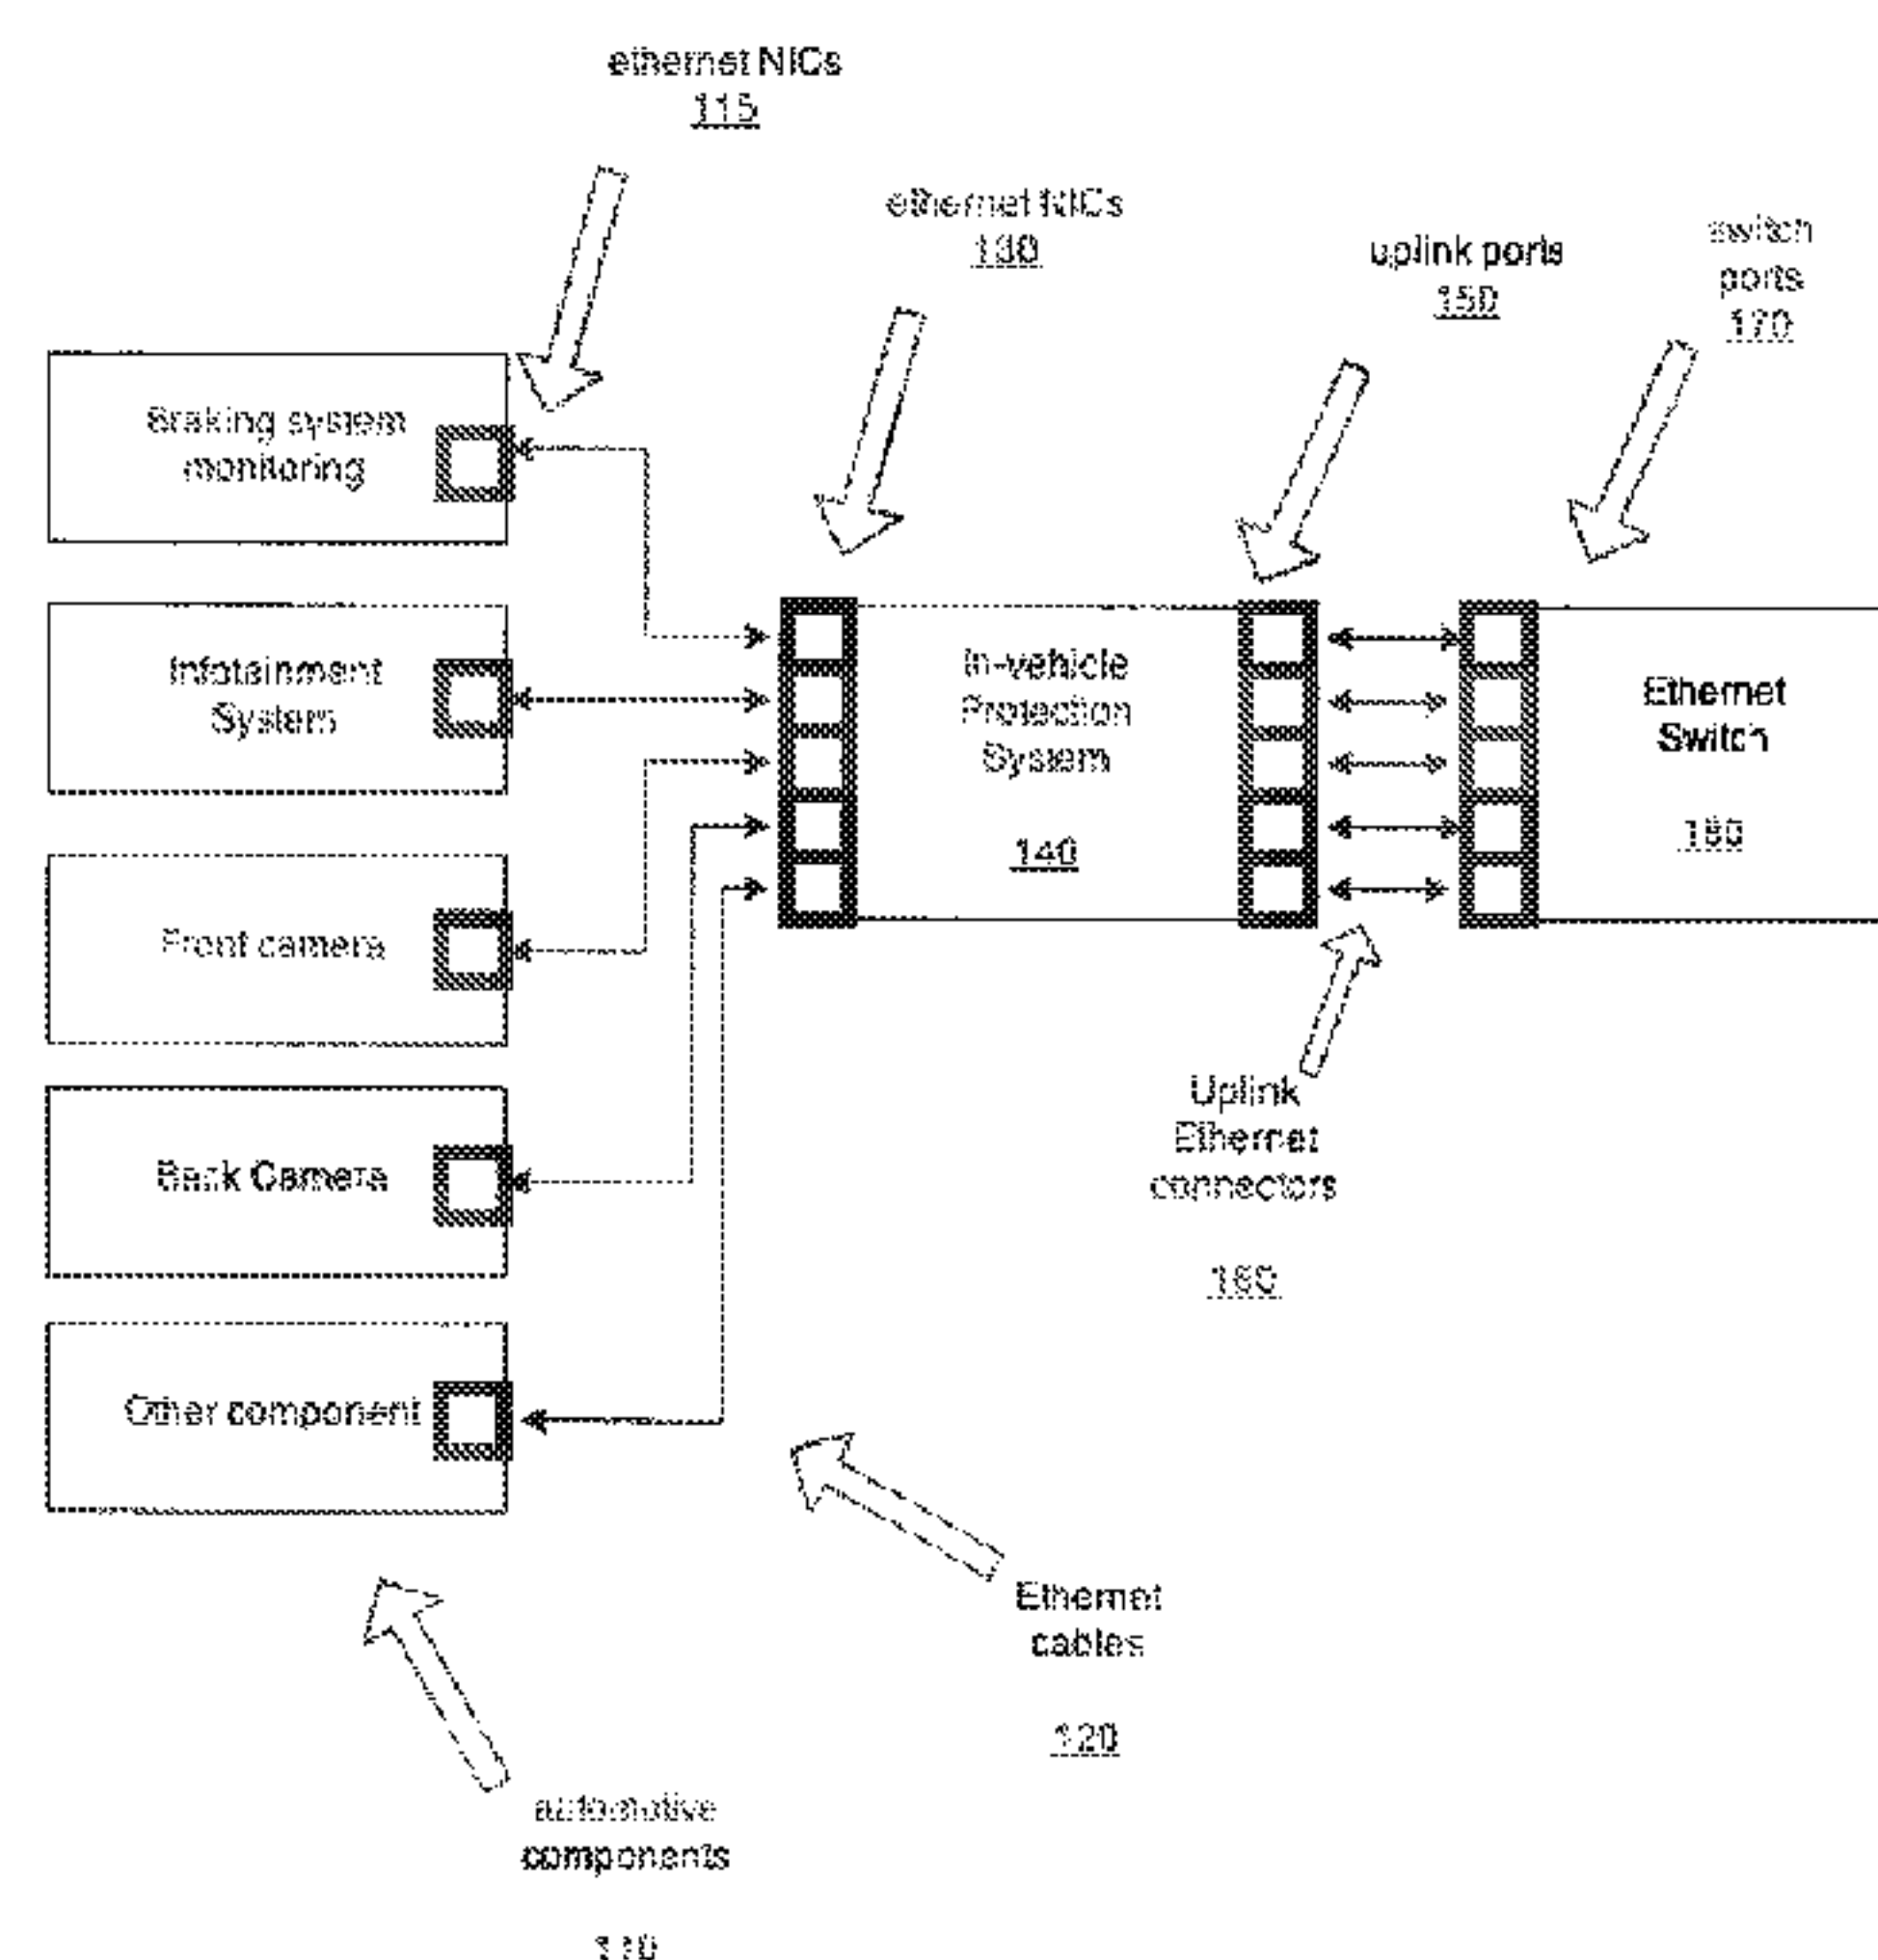 ethernet NICs
115
ethernet NICs
130
uplink ports
150
switch
ports
170
Braking system
monitoring
Infotainment
System
In-vehicle
Protection
System
140
Ethernet
Switch
Front camera
Back Camera
Other component
Uplink
Ethernet
connectors
160
Ethernet
cables
120
automotive
components
110